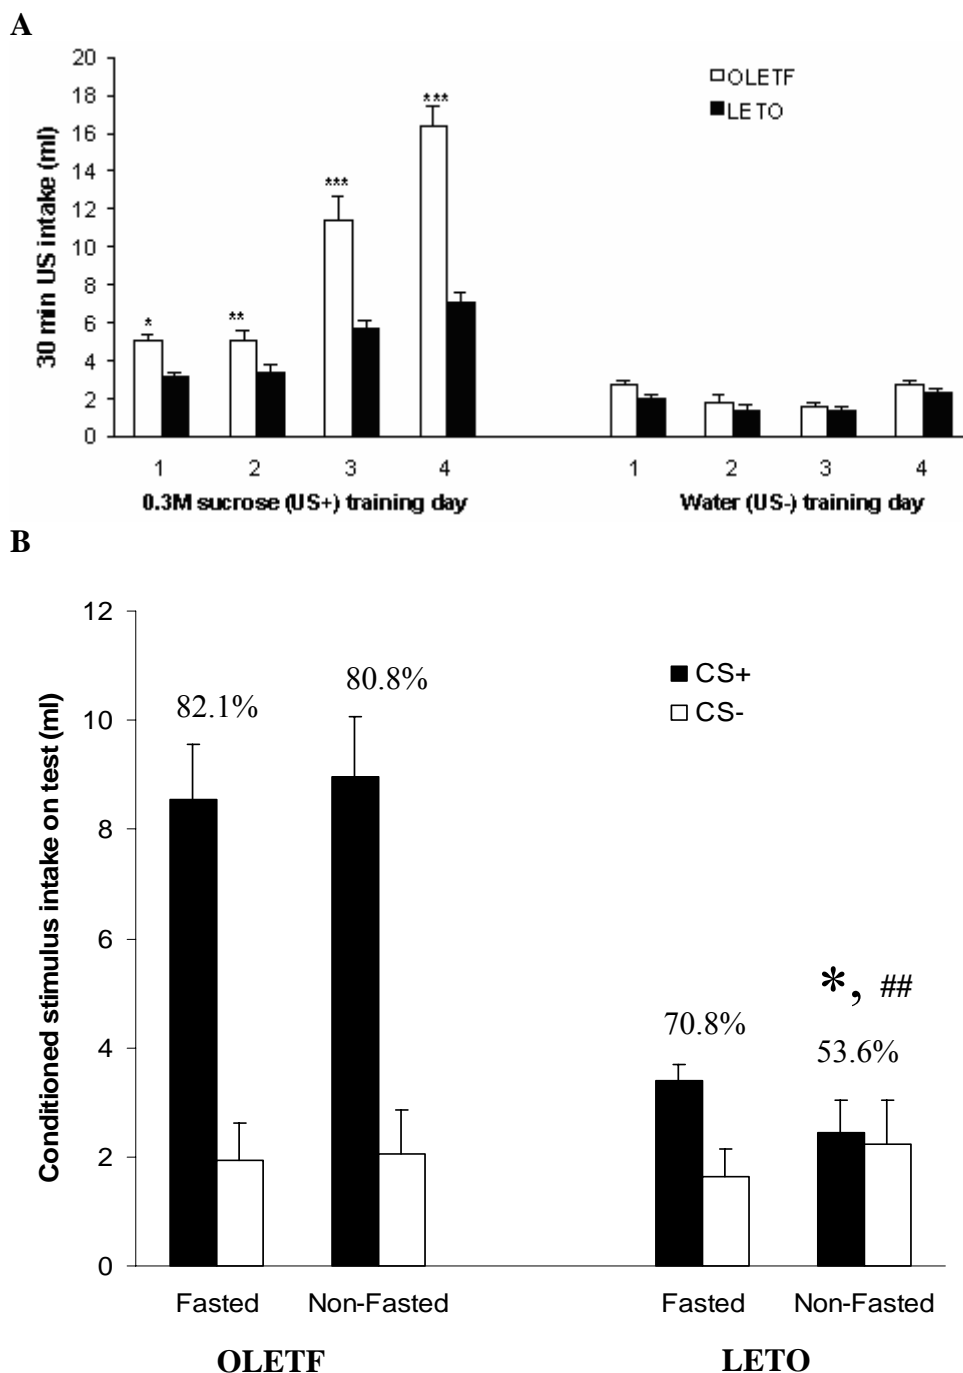 A
20
18
16
14
12
10
8
6
4
2
0
30 min US intake (ml)
OLETF
LETO
*
**
***
***
1 2 3 4
1 2 3 4
0.3M sucrose (US+) training day
Water (US-) training day
B
12
10
8
6
4
2
0
Conditioned stimulus intake on test (ml)
CS+
CS-
82.1%
80.8%
70.8%
*, ##
53.6%
Fasted Non-Fasted Fasted Non-Fasted
OLETF LETO